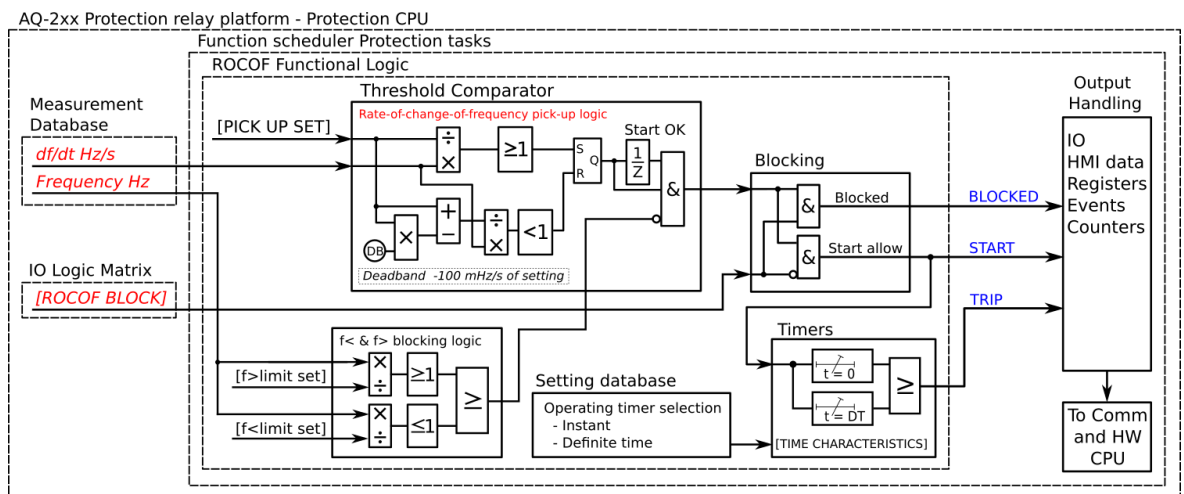 AQ-2xx Protection relay platform - Protection CPU
Function scheduler Protection tasks
ROCOF Functional Logic
Measurement
Database
df/dt Hz/s
Frequency Hz
IO Logic Matrix
[ROCOF BLOCK]
[PICK UP SET]
Threshold Comparator
Rate-of-change-of-frequency pick-up logic
÷
×
≥1
S
R
Q
Start OK
1
Z
&
DB
×
+
−
÷
×
<1
Deadband -100 mHz/s of setting
f< & f> blocking logic
[f>limit set]
×
÷
≥1
[f<limit set]
×
÷
≤1
≥
Setting database
Operating timer selection
- Instant
- Definite time
Blocking
&
Blocked
&
Start allow
Timers
t = 0
t = DT
≥
[TIME CHARACTERISTICS]
BLOCKED
START
TRIP
Output
Handling
IO
HMI data
Registers
Events
Counters
To Comm
and HW
CPU